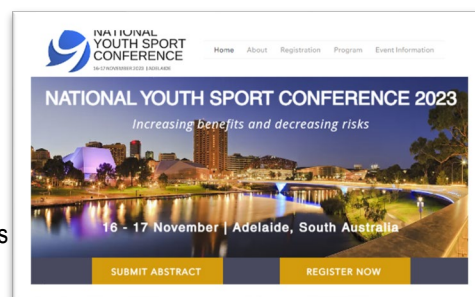 NATIONAL
YOUTH SPORT
CONFERENCE
16-17 NOVEMBER 2023 | ADELAIDE
Home About Registration Program Event Information
NATIONAL YOUTH SPORT CONFERENCE 2023
Increasing benefits and decreasing risks
16 - 17 November | Adelaide, South Australia
s
SUBMIT ABSTRACT REGISTER NOW